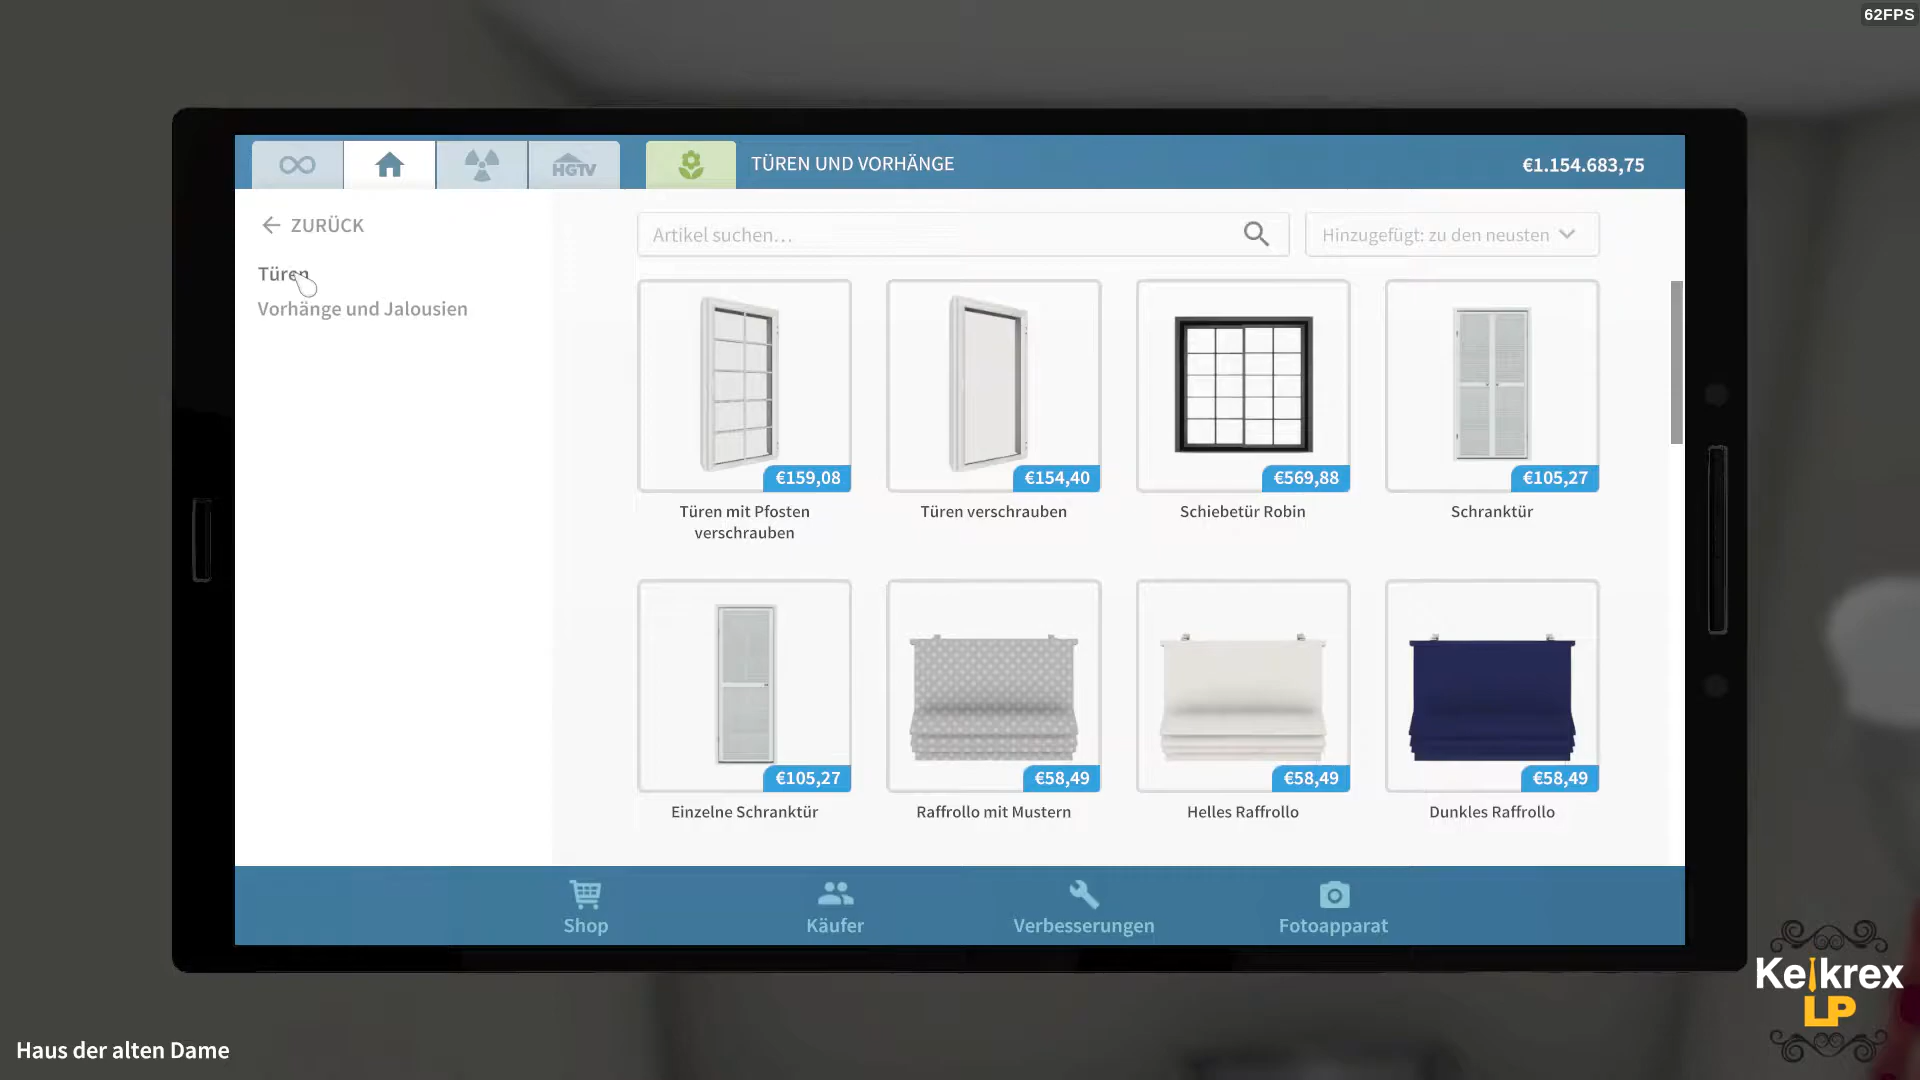 62FPS
HGTV
TÜREN UND VORHÄNGE
€1.154.683,75
ZURÜCK
Türen
Vorhänge und Jalousien
Artikel suchen...
Hinzugefügt: zu den neusten
€159,08
€154,40
€569,88
€105,27
Türen mit Pfosten
verschrauben
Türen verschrauben
Schiebetür Robin
Schranktür
€105,27
€58,49
€58,49
€58,49
Einzelne Schranktür
Raffrollo mit Mustern
Helles Raffrollo
Dunkles Raffrollo
Shop
Käufer
Verbesserungen
Fotoapparat
Keikrex
LP
Haus der alten Dame